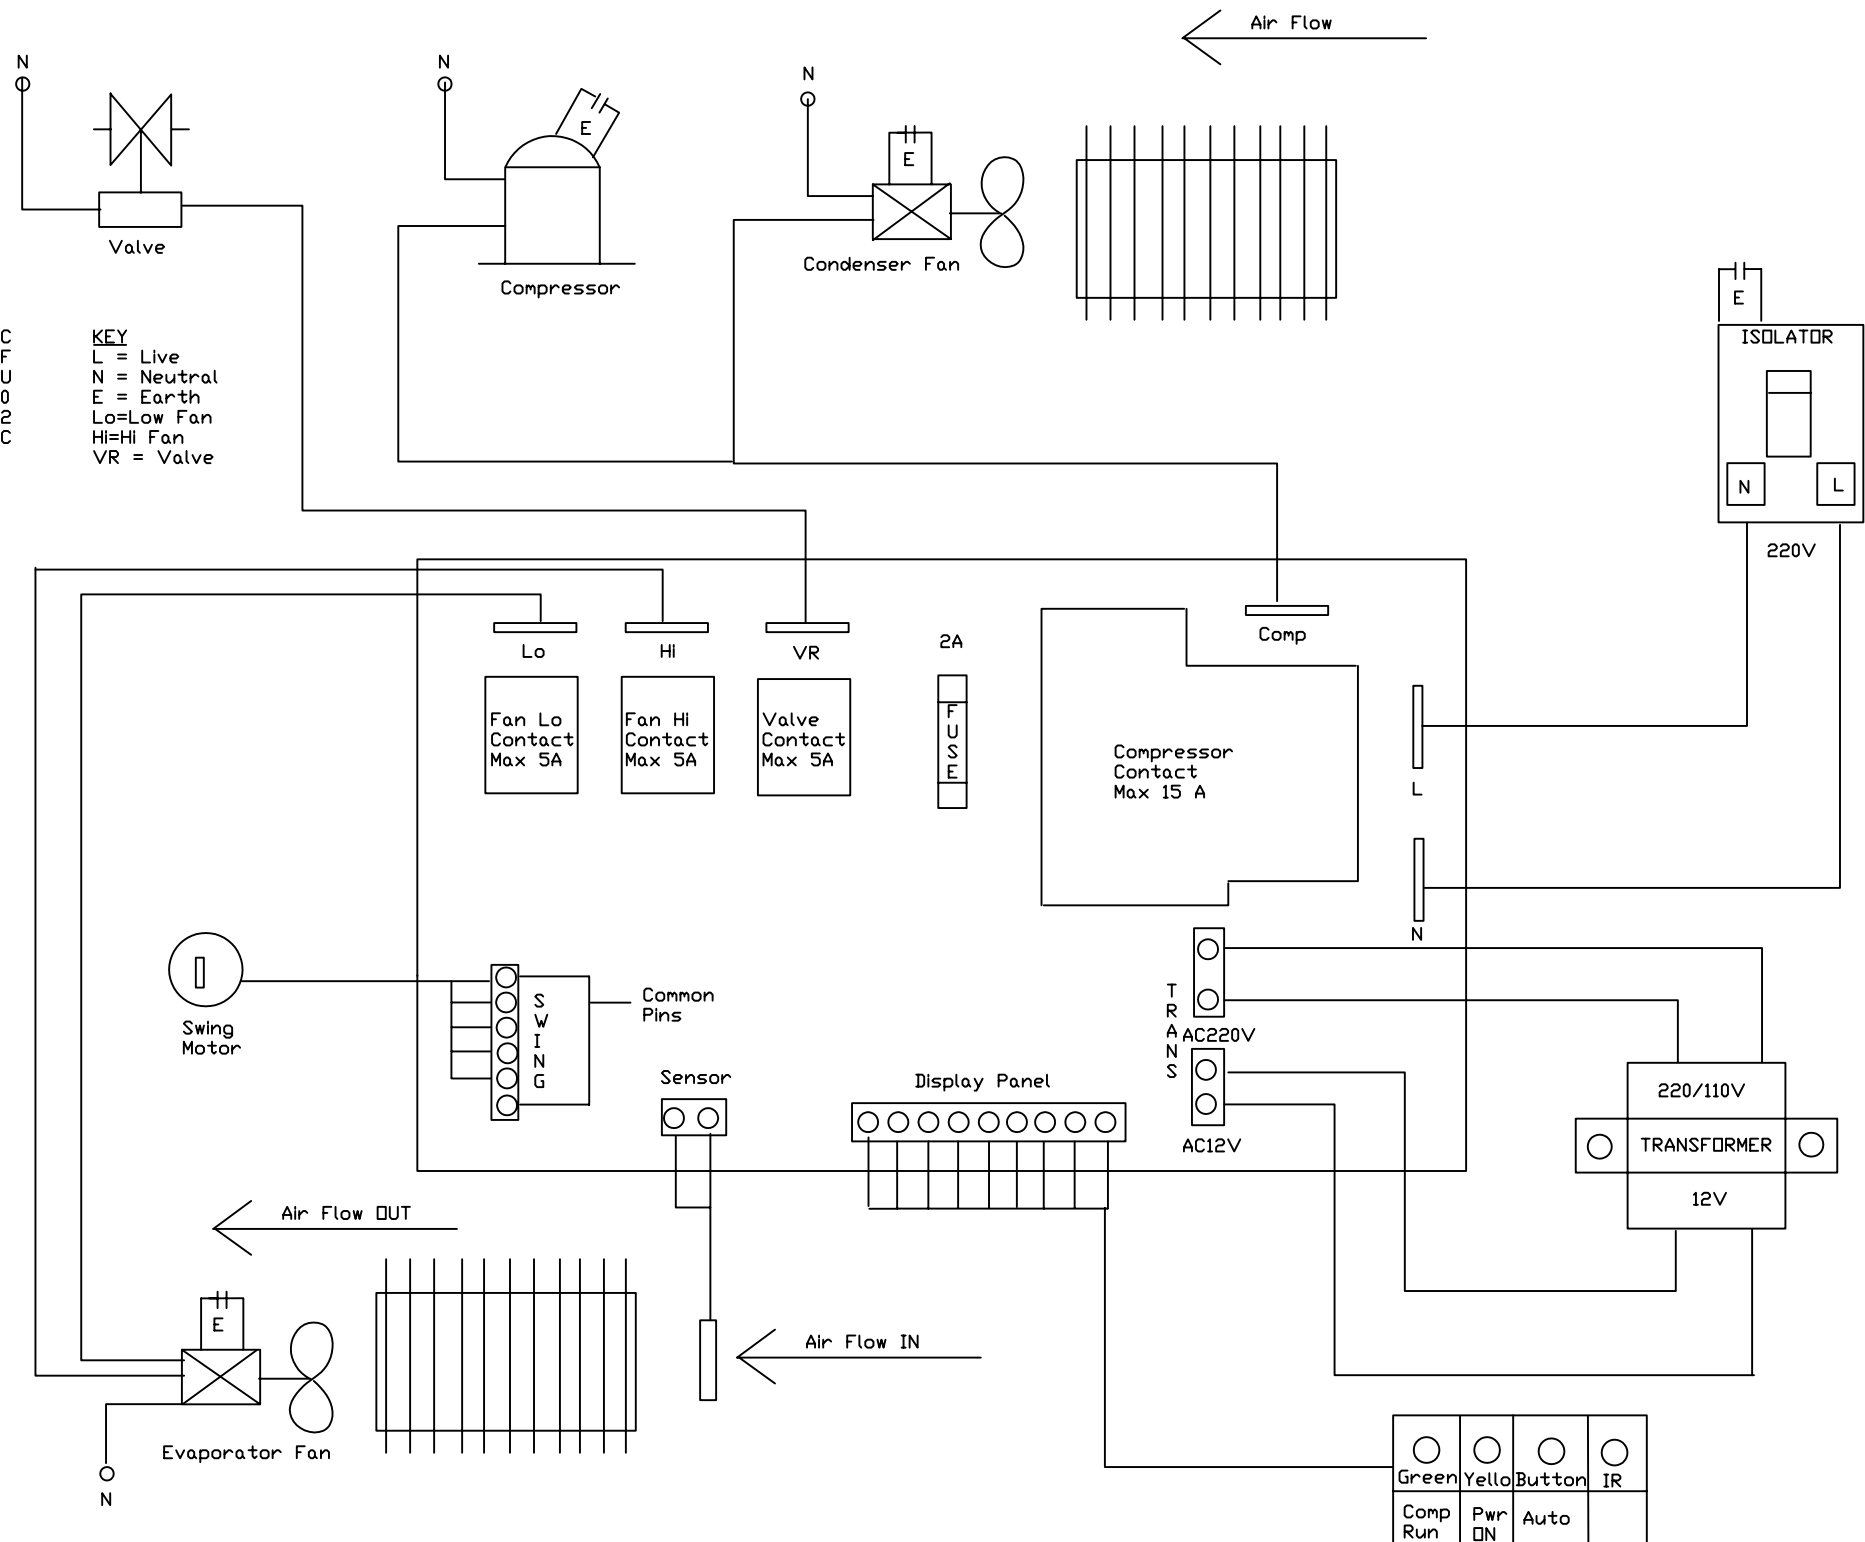 Air Flow
N
N
N
E
E
Valve
Compressor
Condenser Fan
E
ISOLATOR
N L
220V
C
F
U
0
2
C
KEY
L = Live
N = Neutral
E = Earth
Lo=Low Fan
Hi=Hi Fan
VR = Valve
Lo
Hi
VR
2A
Comp
Fan Lo
Contact
Max 5A
Fan Hi
Contact
Max 5A
Valve
Contact
Max 5A
FUSE
Compressor
Contact
Max 15 A
L
N
Swing
Motor
SWING
Common
Pins
Sensor
Display Panel
TRANS
AC220V
AC12V
220/110V
TRANSFORMER
12V
Air Flow OUT
Air Flow IN
E
Evaporator Fan
N
Green Yello Button IR
Comp
Run
Pwr
ON
Auto